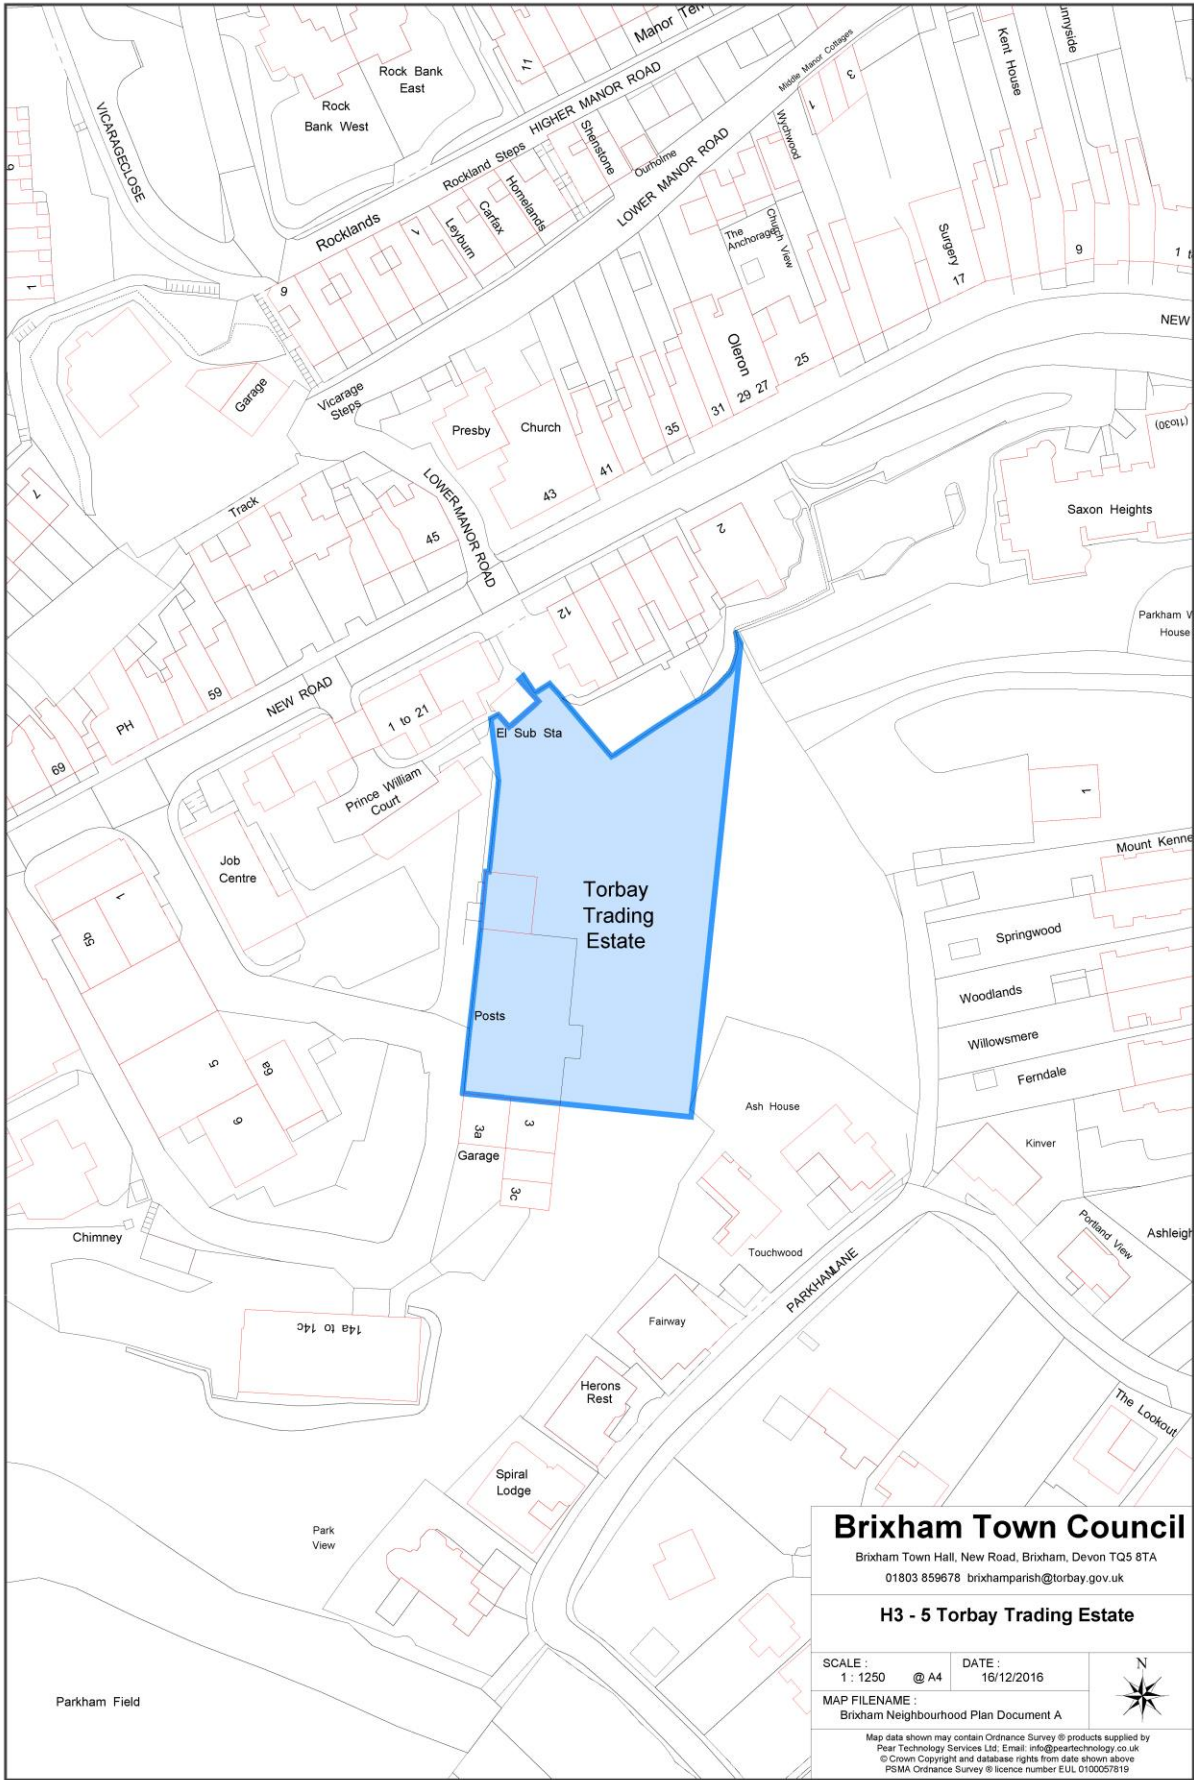 Manor Terr
Rock Bank
East
Rock
Bank West
11
HIGHER MANOR ROAD
Middle Manor Cottages
3
1
Kent House
unnyside
VICARAGECLOSE
9
1
Rockland Steps
Shenstone
Ourholme
LOWER MANOR ROAD
Wychwood
Rocklands
1
Leyburn
Carfax
Homelands
The
Anchorage
Church View
Surgery
17
9
1 t
NEW
9
Garage
Vicarage
Steps
Presby
Church
Oleron
25
27
29
31
35
41
43
(1to30)
Saxon Heights
7
Track
45
LOWER MANOR ROAD
2
12
Parkham W
House
NEW ROAD
59
PH
69
1 to 21
El Sub Sta
Prince William
Court
Job
Centre
1
5b
5
6a
6
Torbay
Trading
Estate
Posts
3a
3
Garage
3c
1
Mount Kenne
Springwood
Woodlands
Willowsmere
Ferndale
Kinver
Ash House
Touchwood
PARKHAM LANE
Portland View
Ashleigh
Chimney
14a to 14c
Fairway
Herons
Rest
Spiral
Lodge
Park
View
The Lookout
Parkham Field
Brixham Town Council
Brixham Town Hall, New Road, Brixham, Devon TQ5 8TA
01803 859678 brixhamparish@torbay.gov.uk
H3 - 5 Torbay Trading Estate
SCALE :
1 : 1250 @ A4
DATE :
16/12/2016
N
MAP FILENAME :
Brixham Neighbourhood Plan Document A
Map data shown may contain Ordnance Survey ® products supplied by
Pear Technology Services Ltd; Email: info@peartechnology.co.uk
© Crown Copyright and database rights from date shown above
PSMA Ordnance Survey ® licence number EUL 0100057819